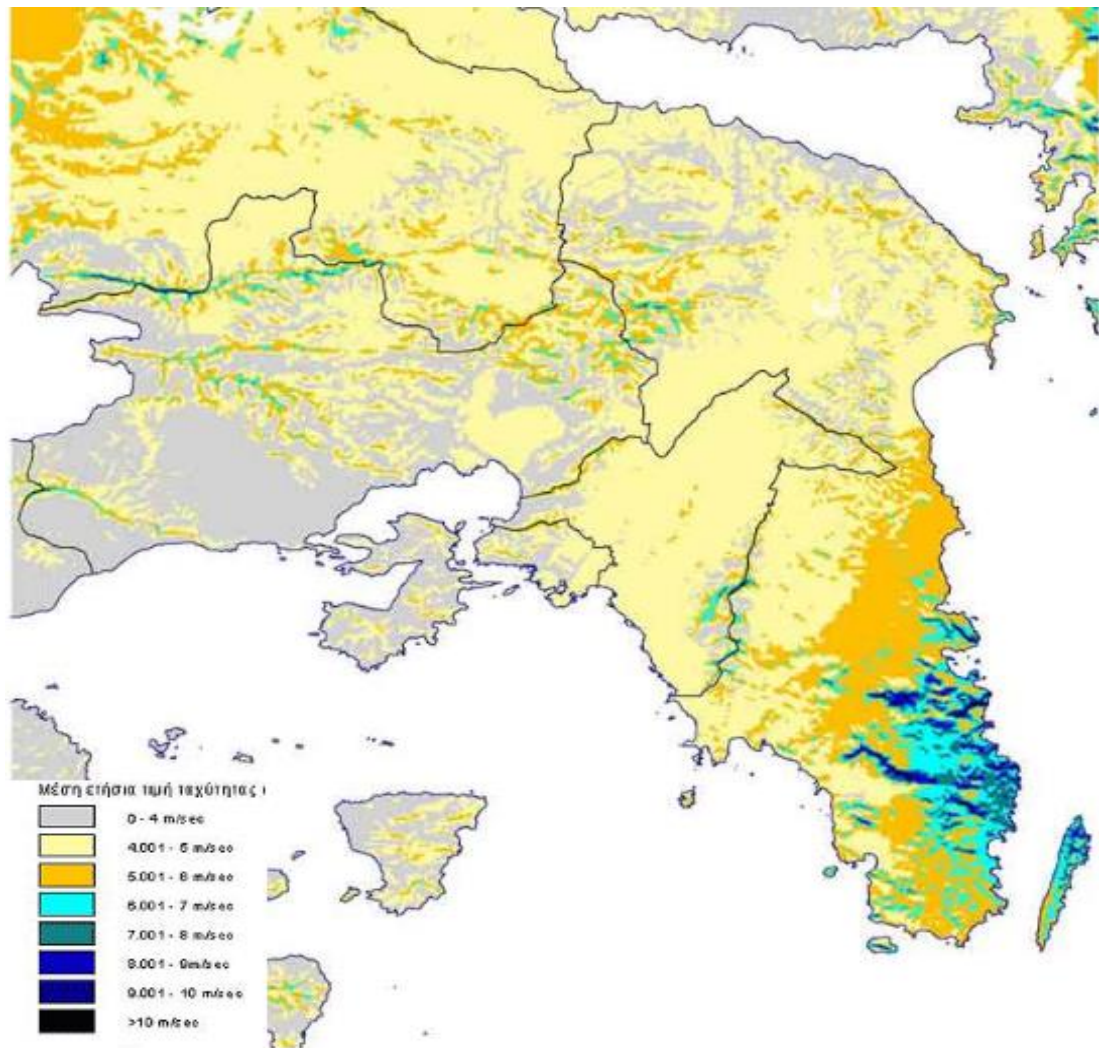 Μέση ετήσια τιμή ταχύτητας
0 - 4 m/sec
4.001 - 5 m/sec
5.001 - 6 m/sec
6.001 - 7 m/sec
7.001 - 8 m/sec
8.001 - 9m/sec
9.001 - 10 m/sec
>10 m/sec